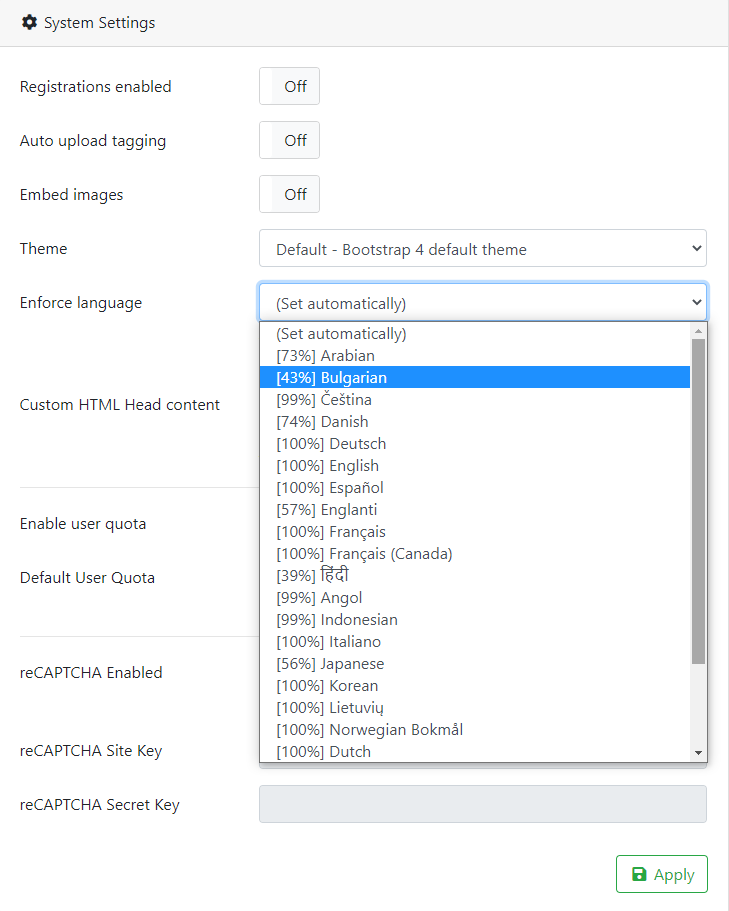 System Settings
Registrations enabled Off
Auto upload tagging Off
Embed images Off
Theme Default - Bootstrap 4 default theme
Enforce language (Set automatically)
(Set automatically)
[73%] Arabian
[43%] Bulgarian
[99%] Čeština
Custom HTML Head content
[74%] Danish
[100%] Deutsch
[100%] English
[100%] Español
[57%] Englanti
Enable user quota
[100%] Français
[100%] Français (Canada)
Default User Quota
[39%] हिंदी
[99%] Angol
[99%] Indonesian
[100%] Italiano
[56%] Japanese
reCAPTCHA Enabled
[100%] Korean
[100%] Lietuvių
[100%] Norwegian Bokmål
reCAPTCHA Site Key
[100%] Dutch
reCAPTCHA Secret Key
Apply